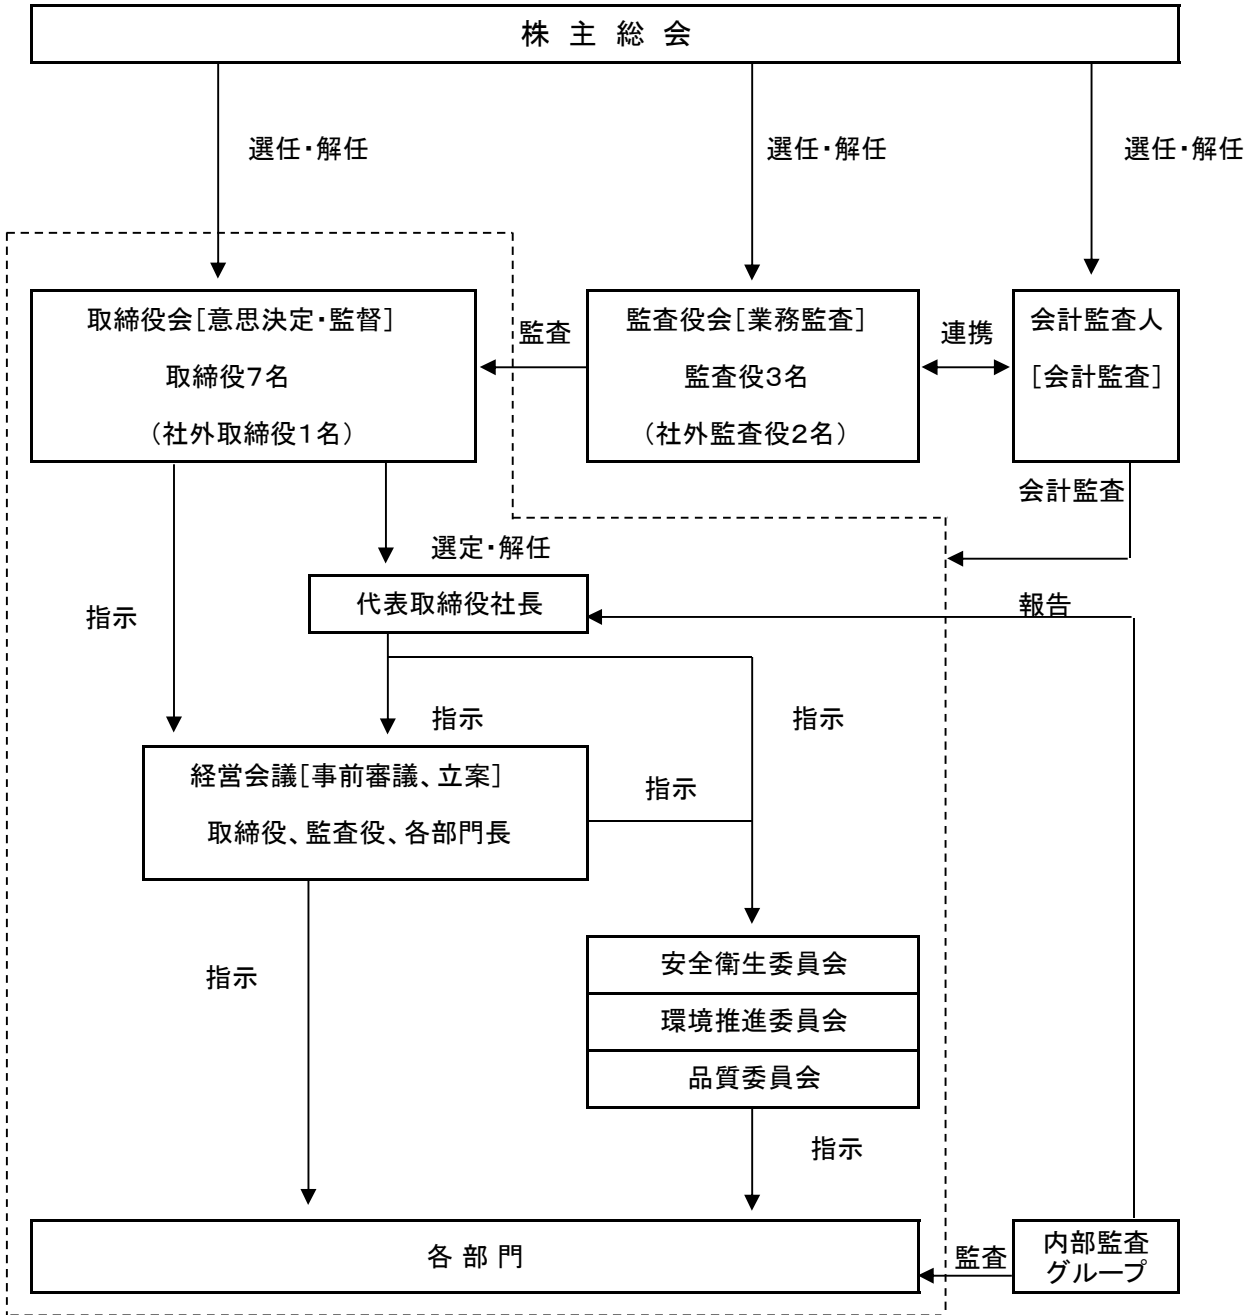 株 主 総 会
選任・解任
選任・解任
選任・解任
取締役会[意思決定・監督]
取締役7名
(社外取締役1名)
監査
監査役会[業務監査]
監査役3名
(社外監査役2名)
連携
会計監査人
[会計監査]
会計監査
選定・解任
代表取締役社長
報告
指示
指示
指示
経営会議[事前審議、立案]
取締役、監査役、各部門長
指示
指示
安全衛生委員会
環境推進委員会
品質委員会
指示
各 部 門
監査
内部監査
グループ